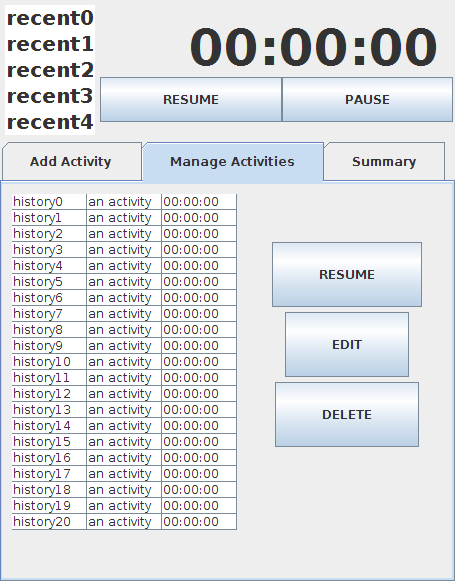 recent0
recent1
recent2
recent3
recent4
00:00:00
RESUME PAUSE
Add Activity Manage Activities Summary
history0 an activity 00:00:00
history1 an activity 00:00:00
history2 an activity 00:00:00
history3 an activity 00:00:00
history4 an activity 00:00:00
history5 an activity 00:00:00
history6 an activity 00:00:00
history7 an activity 00:00:00
history8 an activity 00:00:00
history9 an activity 00:00:00
history10 an activity 00:00:00
history11 an activity 00:00:00
history12 an activity 00:00:00
history13 an activity 00:00:00
history14 an activity 00:00:00
history15 an activity 00:00:00
history16 an activity 00:00:00
history17 an activity 00:00:00
history18 an activity 00:00:00
history19 an activity 00:00:00
history20 an activity 00:00:00
RESUME
EDIT
DELETE